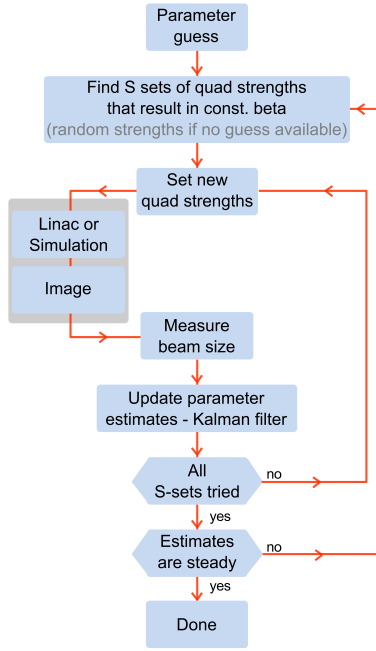 Parameter
guess
Find S sets of quad strengths
that result in const. beta
(random strengths if no guess available)
Set new
quad strengths
Linac or
Simulation
Image
Measure
beam size
Update parameter
estimates - Kalman filter
All
S-sets tried
no
yes
Estimates
are steady
no
yes
Done